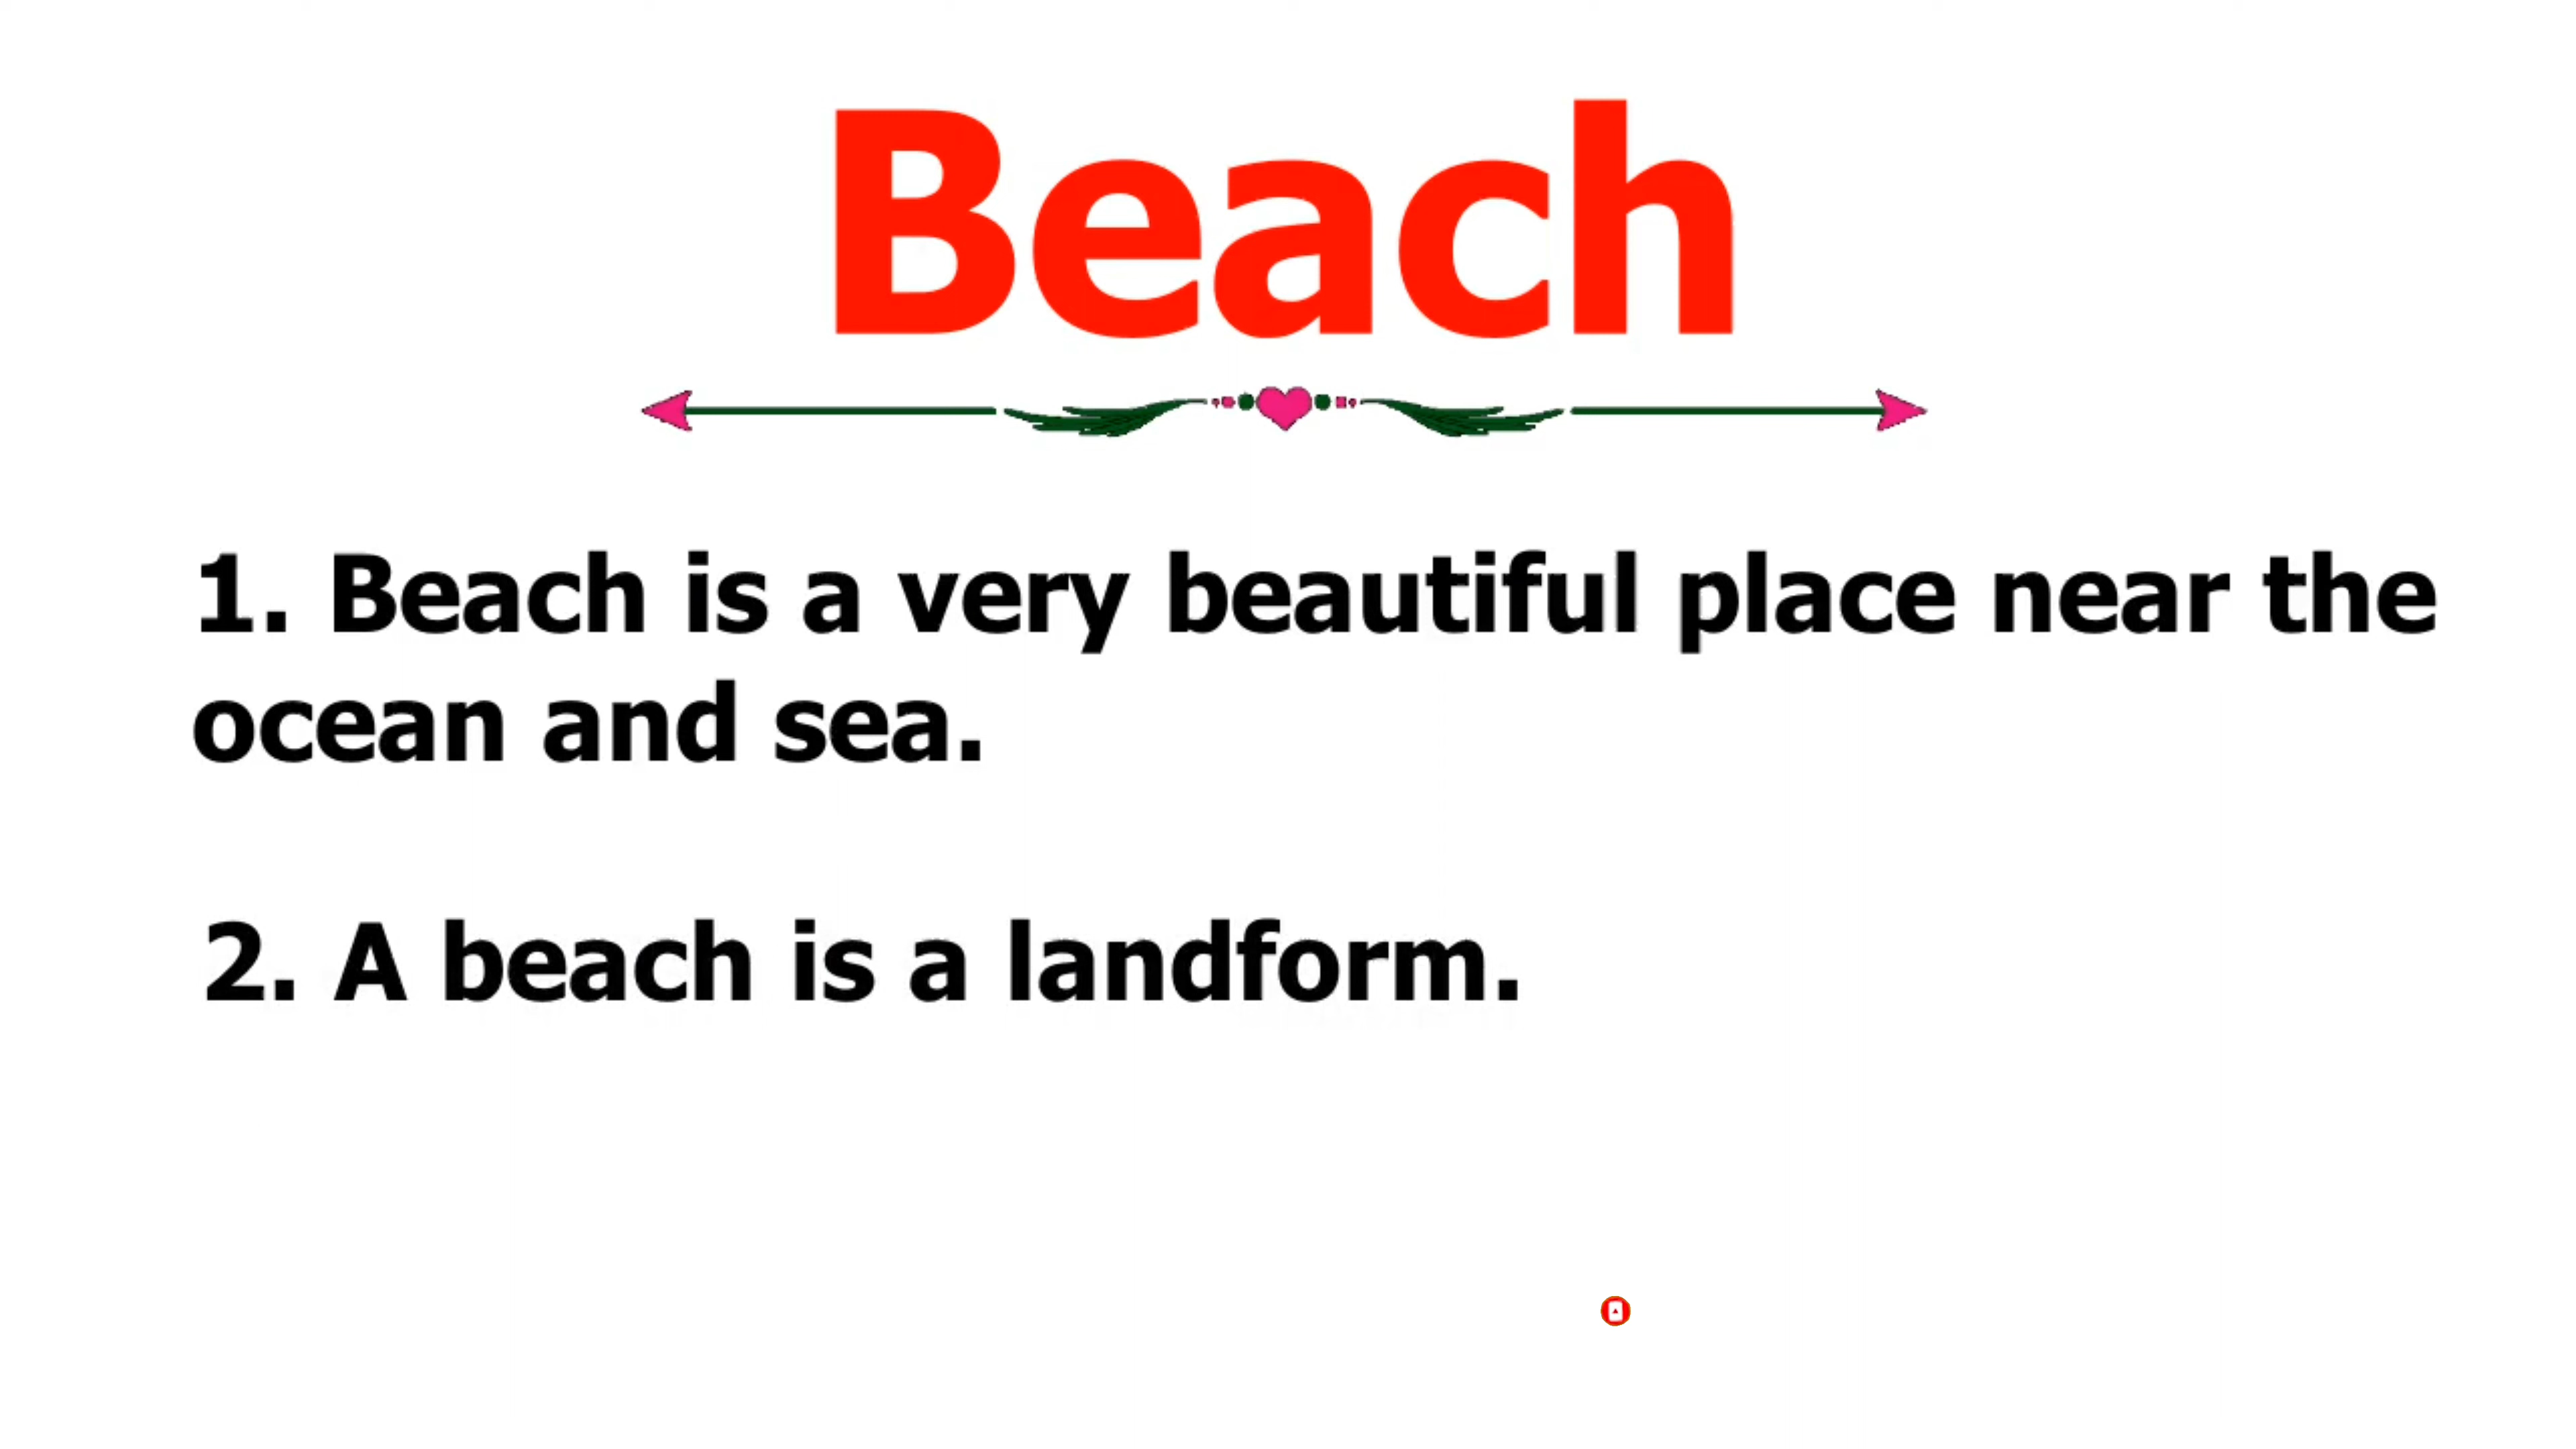 Beach
1. Beach is a very beautiful place near the
ocean and sea.
2. A beach is a landform.